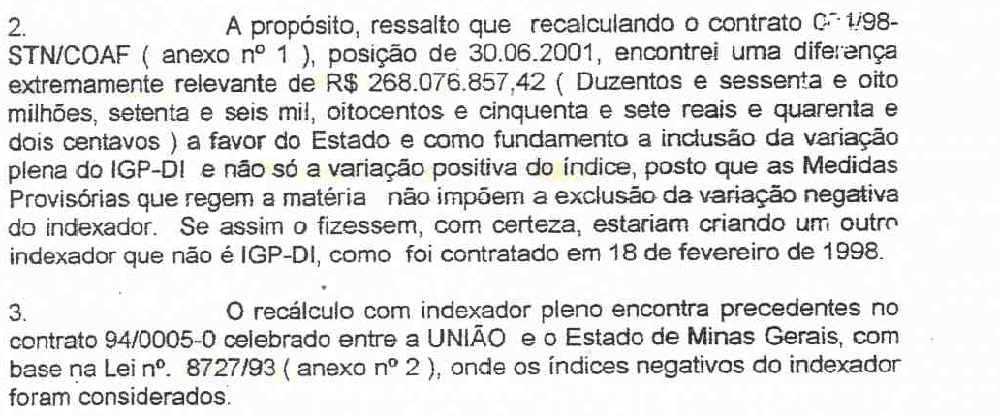 2. A propósito, ressalto que recalculando o contrato
STN/COAF ( anexo nº 1 ), posição de 30.06.2001, encontrei uma diferença
extremamente relevante de R$ 268.076.857,42 ( Duzentos e sessenta e oito
milhões, setenta e seis mil, oitocentos e cinquenta e sete reais e quarenta e
dois centavos ) a favor do Estado e como fundamento a inclusão da variação
plena do IGP-DI e não só a variação positiva do índice, posto que as Medidas
Provisórias que regem a matéria não impõem a exclusão da variação negativa
do indexador. Se assim o fizessem, com certeza, estariam criando um outro
indexador que não é IGP-DI, como foi contratado em 18 de fevereiro de 1998.
3. O recálculo com indexador pleno encontra precedentes no
contrato 94/0005-0 celebrado entre a UNIÃO e o Estado de Minas Gerais, com
base na Lei nº. 8727/93 ( anexo nº 2 ), onde os índices negativos do indexador
foram considerados.